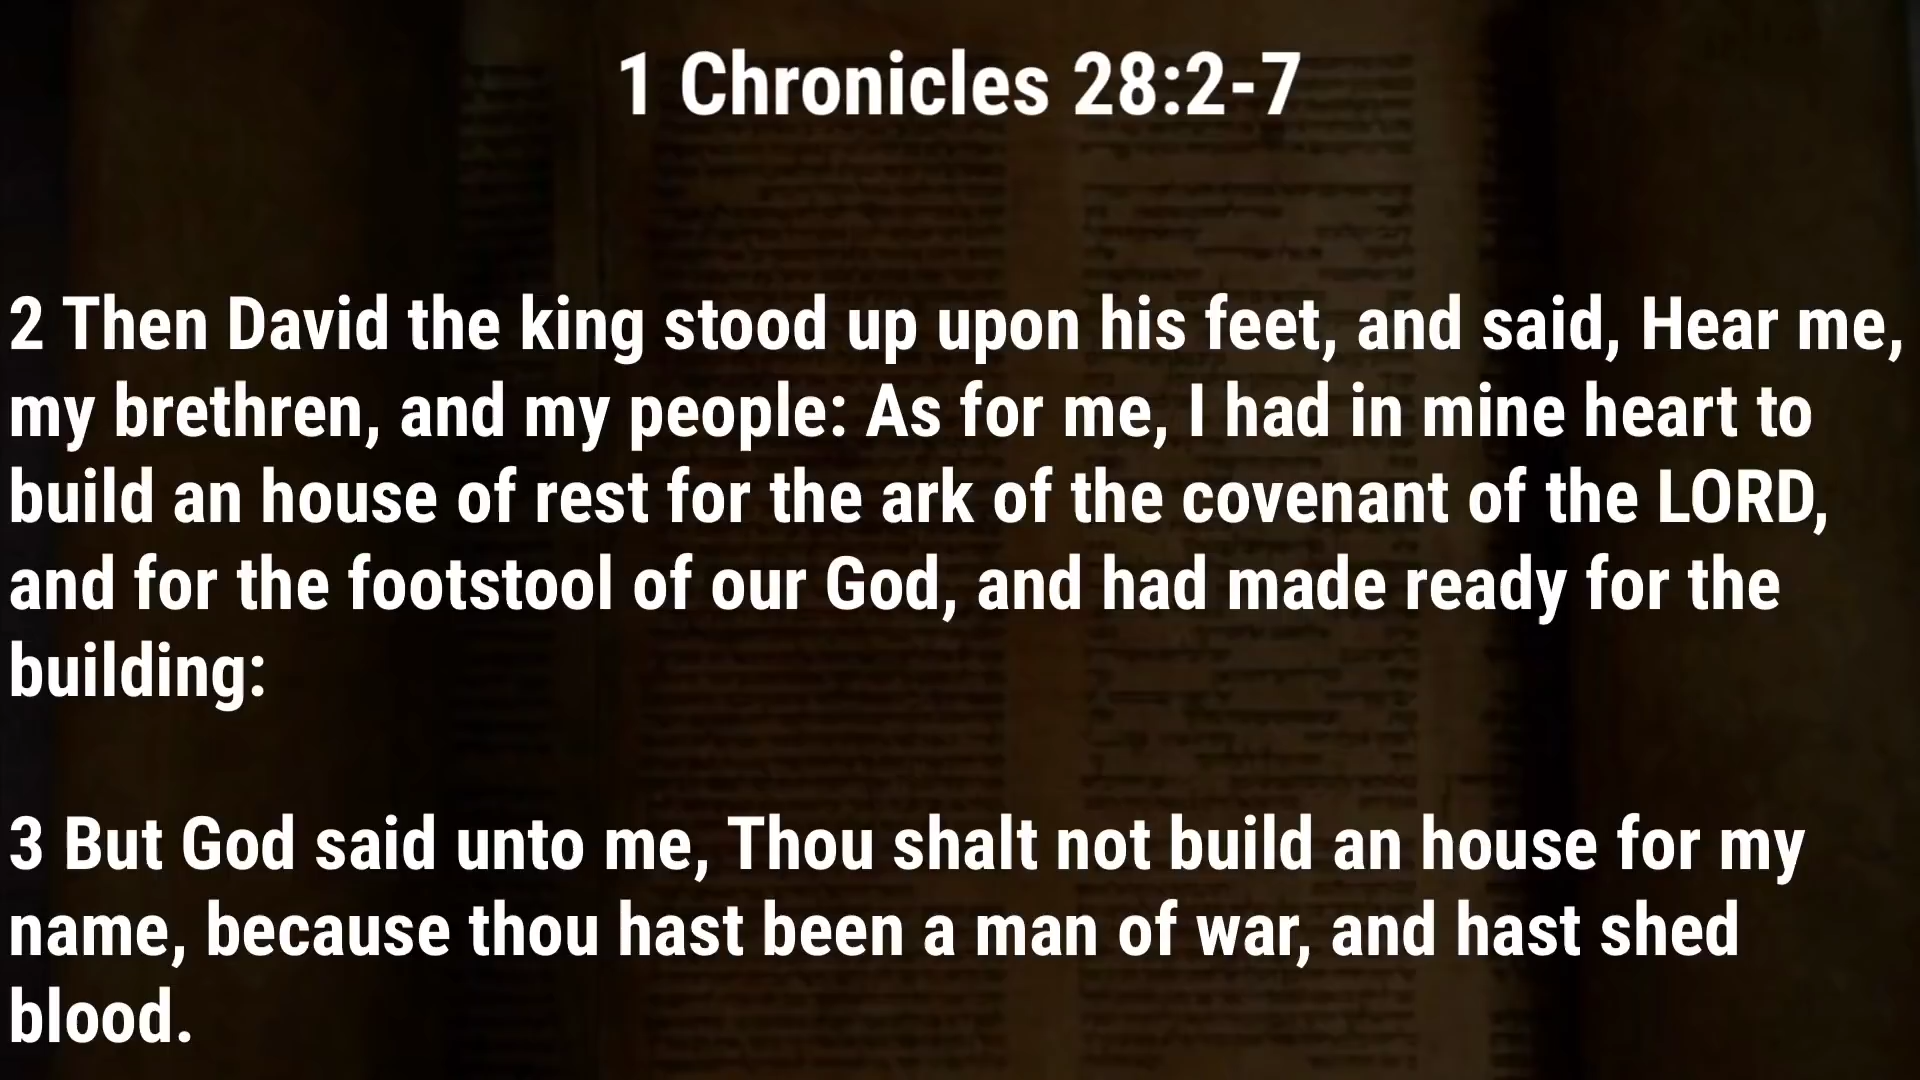 1 Chronicles 28:2-7
2 Then David the king stood up upon his feet, and said, Hear me,
my brethren, and my people: As for me, I had in mine heart to
build an house of rest for the ark of the covenant of the LORD,
and for the footstool of our God, and had made ready for the
building:
3 But God said unto me, Thou shalt not build an house for my
name, because thou hast been a man of war, and hast shed
blood.